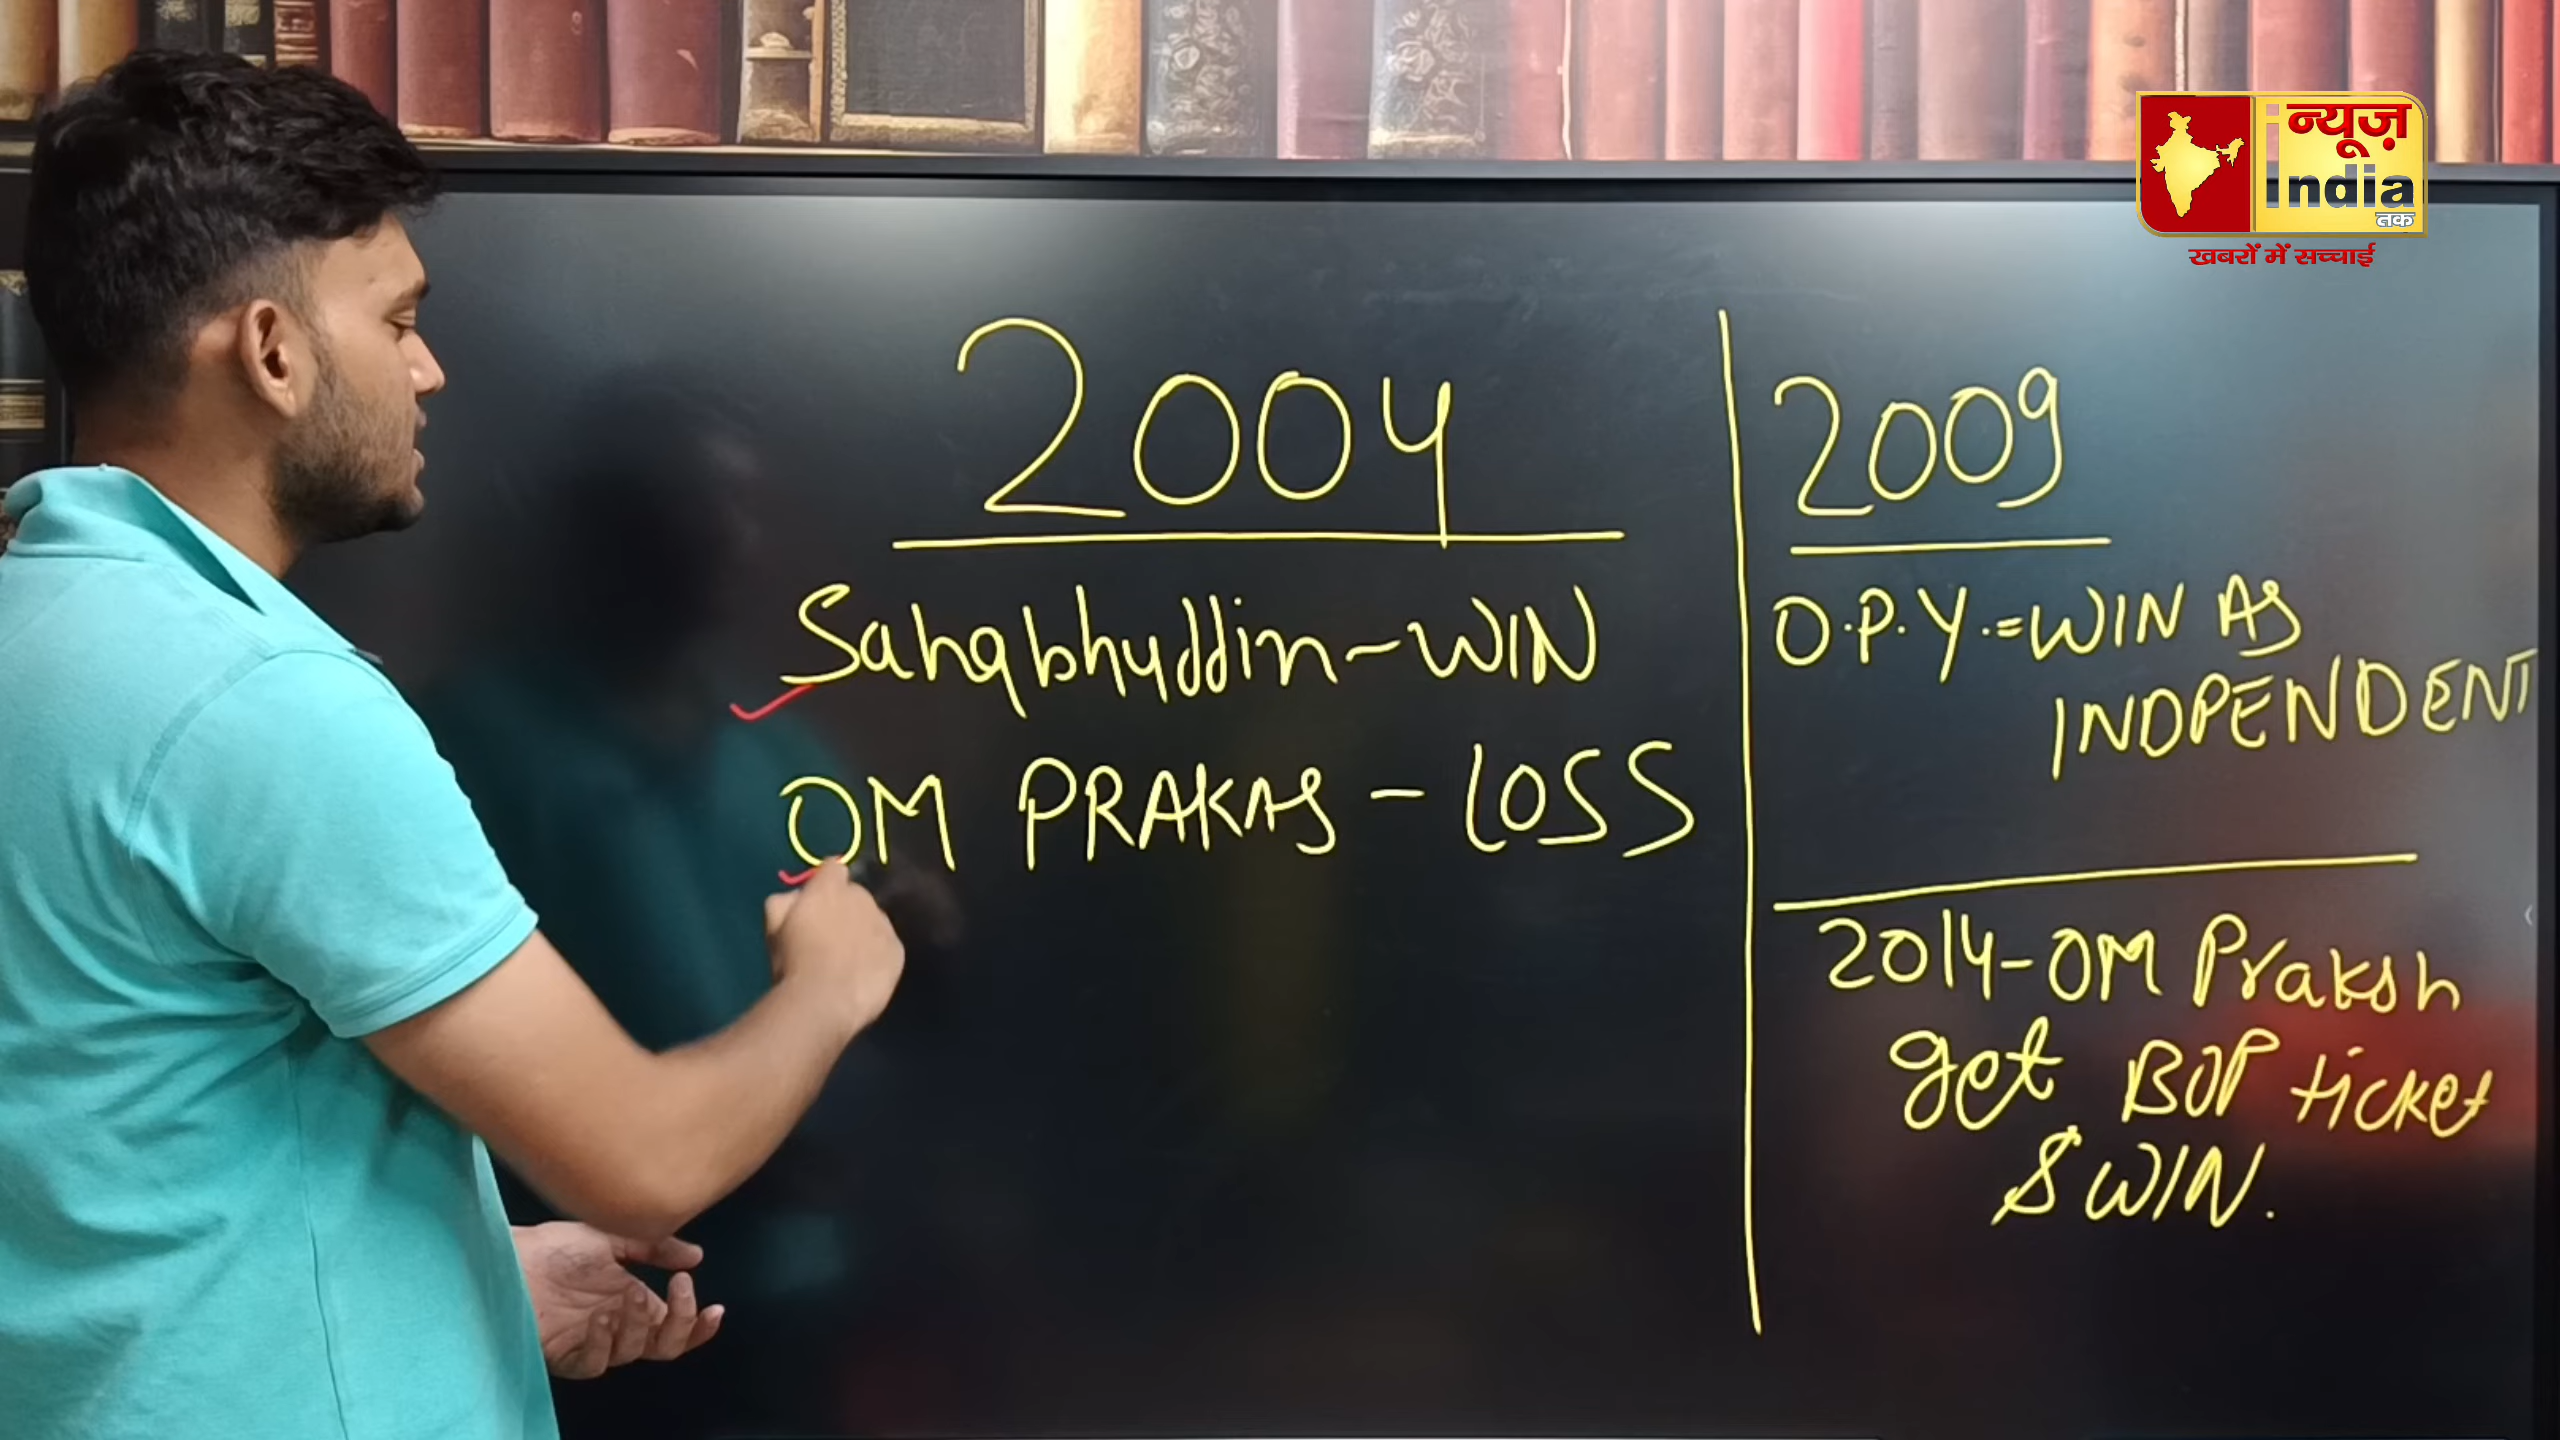 न्यूज़
india
तक
खबरों में सच्चाई
2004
Sahabhuddin-WIN
OM PRAKAS - LOSS
2009
O.P.Y.=WIN AS
INDPENDENT
2014-OM Praksh
get BJP ticket
& WIN.